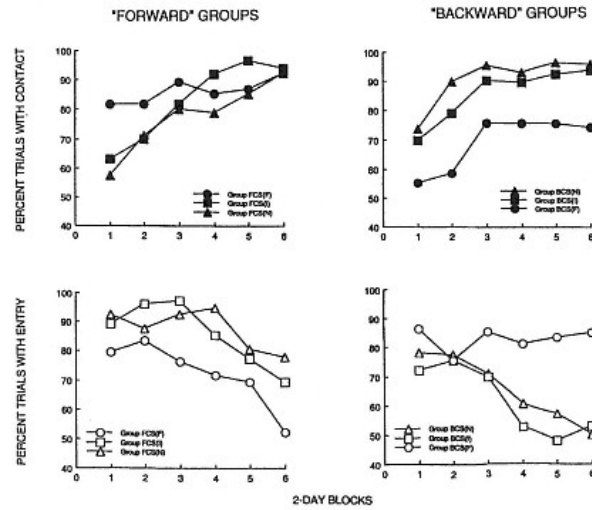 "FORWARD" GROUPS
"BACKWARD" GROUPS
PERCENT TRIALS WITH CONTACT
100
90
80
70
60
50
40
0 1 2 3 4 5 6
Group FCS(F)
Group FCS(I)
Group FCS(N)
100
90
80
70
60
50
40
0 1 2 3 4 5 6
Group BCS(N)
Group BCS(I)
Group BCS(F)
PERCENT TRIALS WITH ENTRY
100
90
80
70
60
50
40
0 1 2 3 4 5 6
Group FCS(F)
Group FCS(I)
Group FCS(N)
100
90
80
70
60
50
40
0 1 2 3 4 5 6
Group BCS(N)
Group BCS(I)
Group BCS(F)
2-DAY BLOCKS